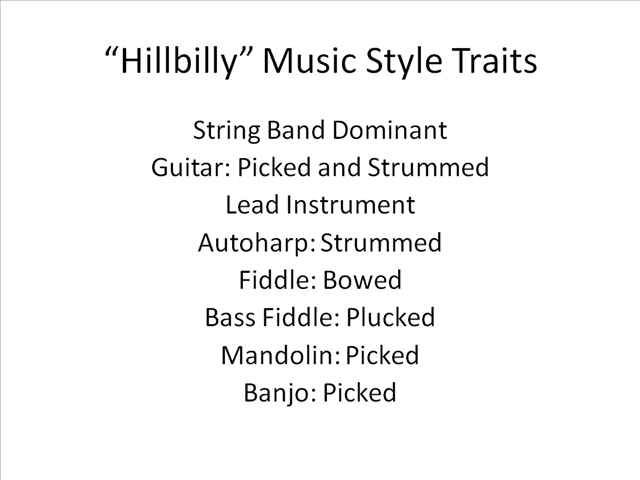 “Hillbilly” Music Style Traits
String Band Dominant
Guitar: Picked and Strummed
Lead Instrument
Autoharp: Strummed
Fiddle: Bowed
Bass Fiddle: Plucked
Mandolin: Picked
Banjo: Picked